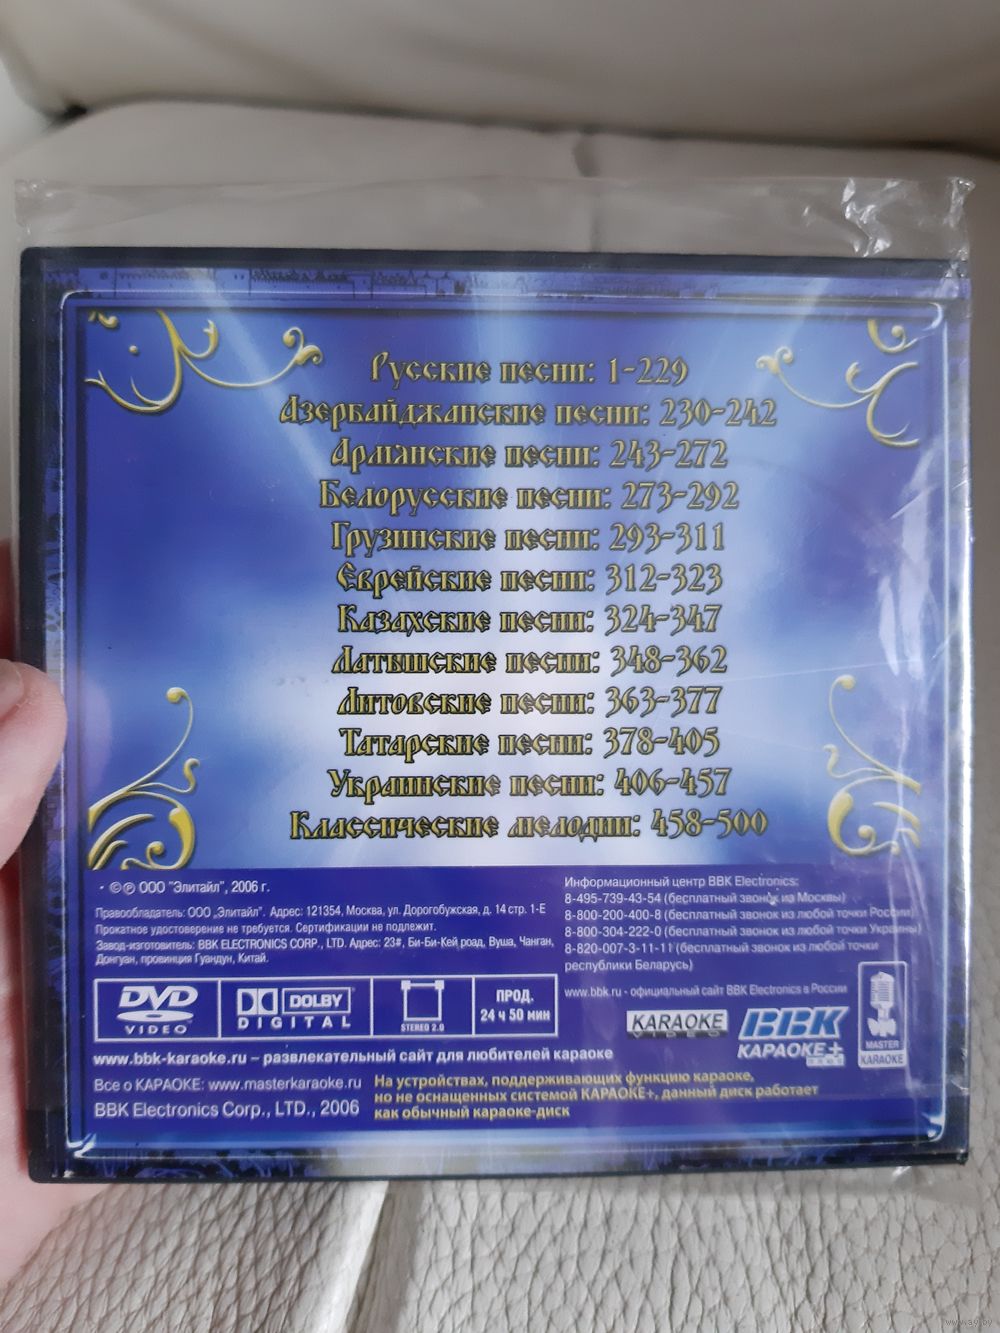 Русские песни: 1-229
Азербайджанские песни: 230-242
Армянские песни: 243-272
Белорусские песни: 273-292
Грузинские песни: 293-311
Еврейские песни: 312-323
Казахские песни: 324-347
Латышские песни: 348-362
Литовские песни: 363-377
Татарские песни: 378-405
Украинские песни: 406-457
Классические мелодии: 458-500
· ©℗ ООО "Элитайл", 2006 г.
Правообладатель: ООО „Элитайл". Адрес: 121354, Москва, ул. Дорогобужская, д. 14 стр. 1-Е
Прокатное удостоверение не требуется. Сертификации не подлежит.
Завод-изготовитель: BBK ELECTRONICS CORP., LTD. Адрес: 23#, Би-Би-Кей роад, Вуша, Чанган,
Донгуан, провинция Гуандун, Китай.
Информационный центр BBK Electronics:
8-495-739-43-54 (бесплатный звонок из Москвы)
8-800-200-400-8 (бесплатный звонок из любой точки России)
8-800-304-222-0 (бесплатный звонок из любой точки Украины)
8-820-007-3-11-11 (бесплатный звонок из любой точки
республики Беларусь)
www.bbk.ru - официальный сайт BBK Electronics в России
DVD
VIDEO
DOLBY
DIGITAL
STEREO 2.0
ПРОД.
24 ч 50 мин
KARAOKE
VIDEO
BBK
КАРАОКЕ+
MASTER
KARAOKE
www.bbk-karaoke.ru – развлекательный сайт для любителей караоке
Все о КАРАОКЕ: www.masterkaraoke.ru
BBK Electronics Corp., LTD., 2006
На устройствах, поддерживающих функцию караоке,
но не оснащенных системой КАРАОКЕ+, данный диск работает
как обычный караоке-диск
www.ay.by